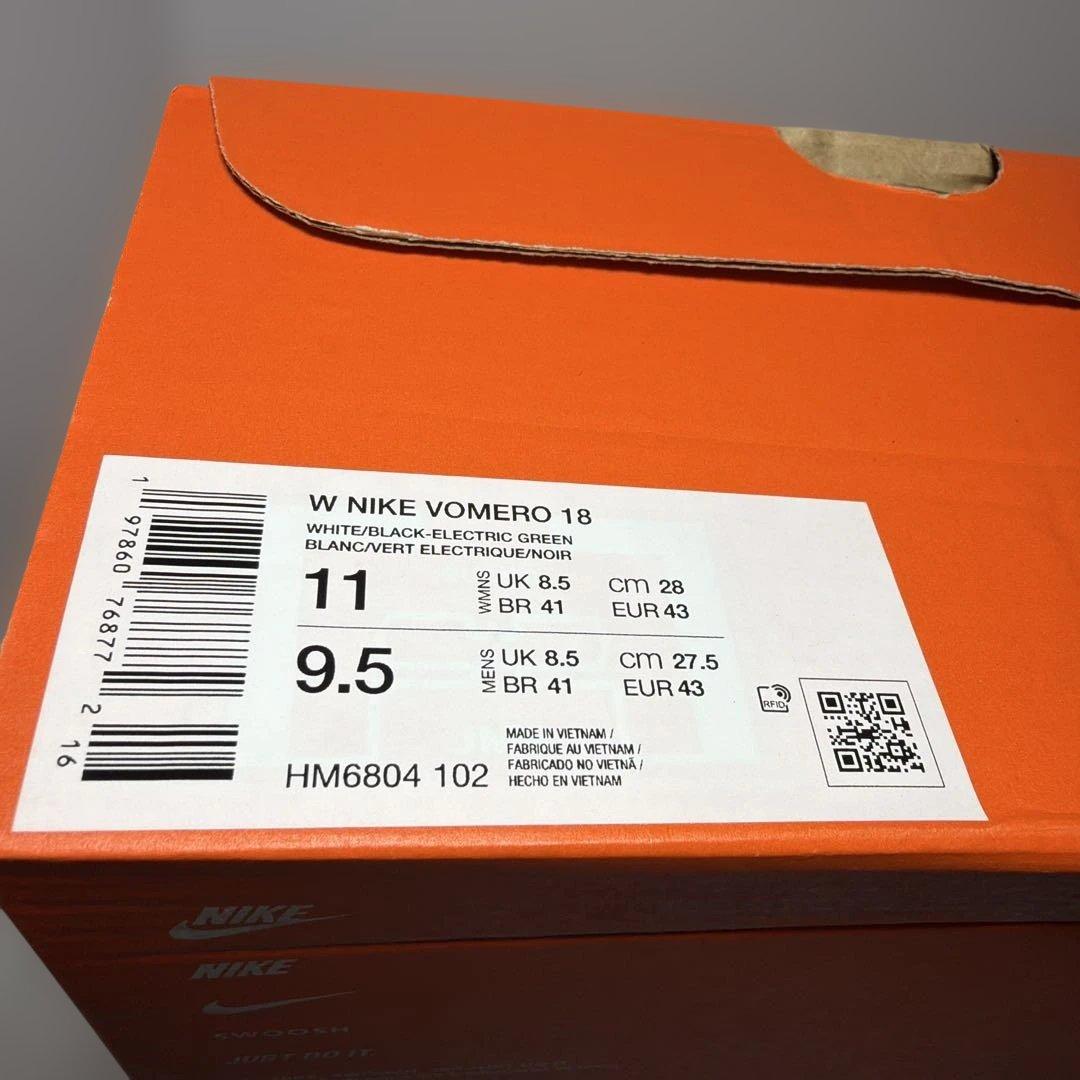 W NIKE VOMERO 18
WHITE/BLACK-ELECTRIC GREEN
BLANC/VERT ELECTRIQUE/NOIR
11
WMNS
UK 8.5 CM 28
BR 41 EUR 43
9.5
MENS
UK 8.5 CM 27.5
BR 41 EUR 43
RFID
HM6804 102
MADE IN VIETNAM /
FABRIQUE AU VIETNAM /
FABRICADO NO VIETNÃ /
HECHO EN VIETNAM
1 97860 76877 2 16
NIKE
NIKE
SWOOSH
JUST DO IT.